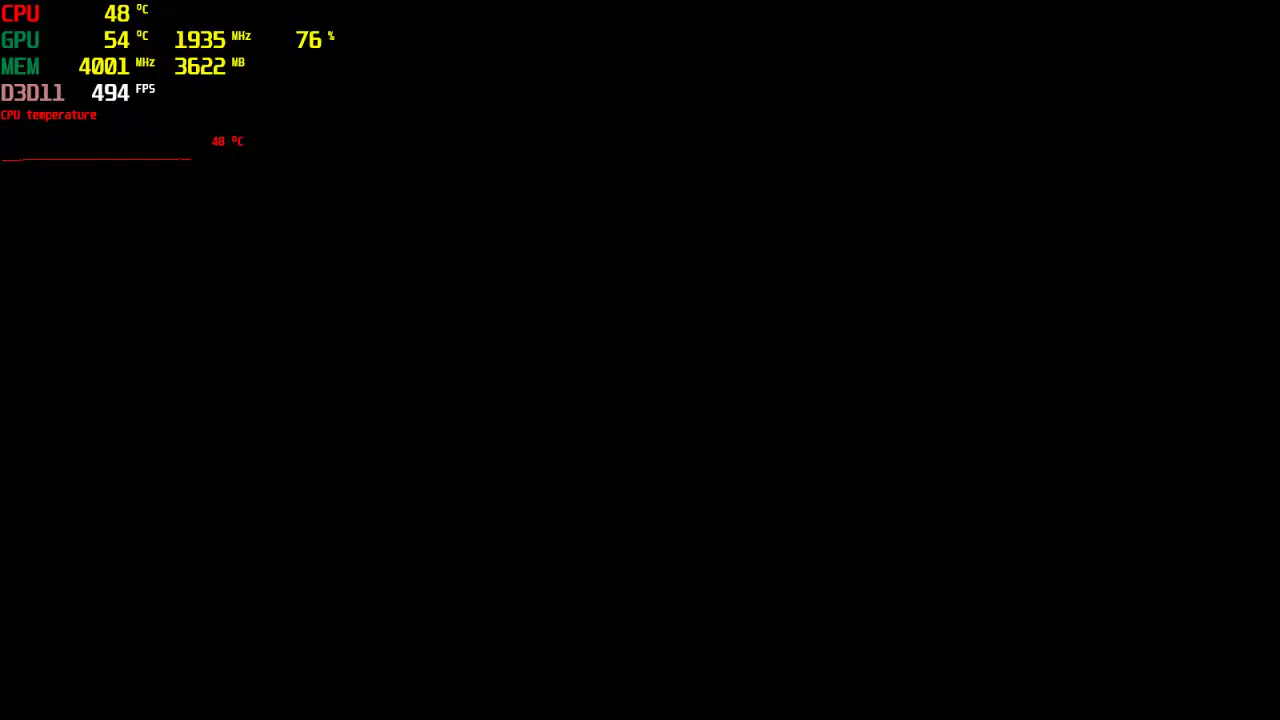 CPU 48 °C
GPU 54 °C 1935 MHz 76 %
MEM 4001 MHz 3622 MB
D3D11 494 FPS
CPU temperature
48 °C